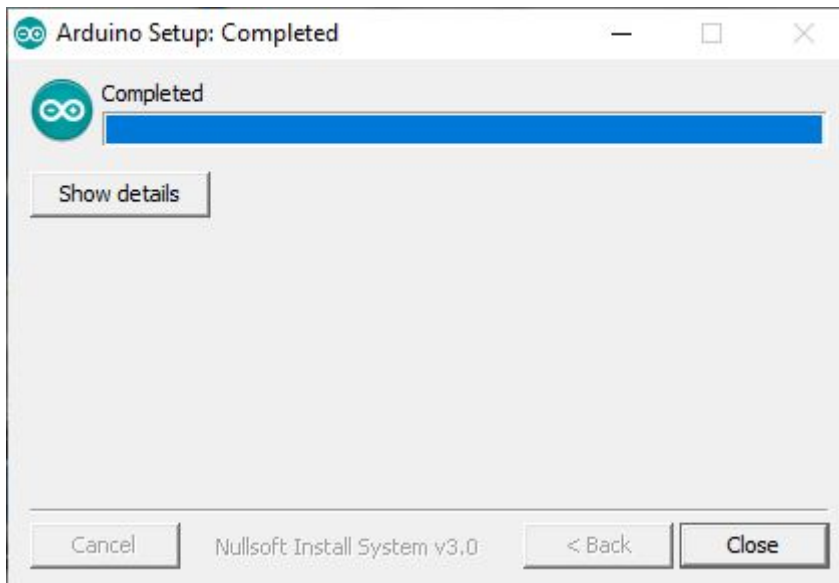 Arduino Setup: Completed
Completed
Show details
Cancel
Nullsoft Install System v3.0
< Back
Close